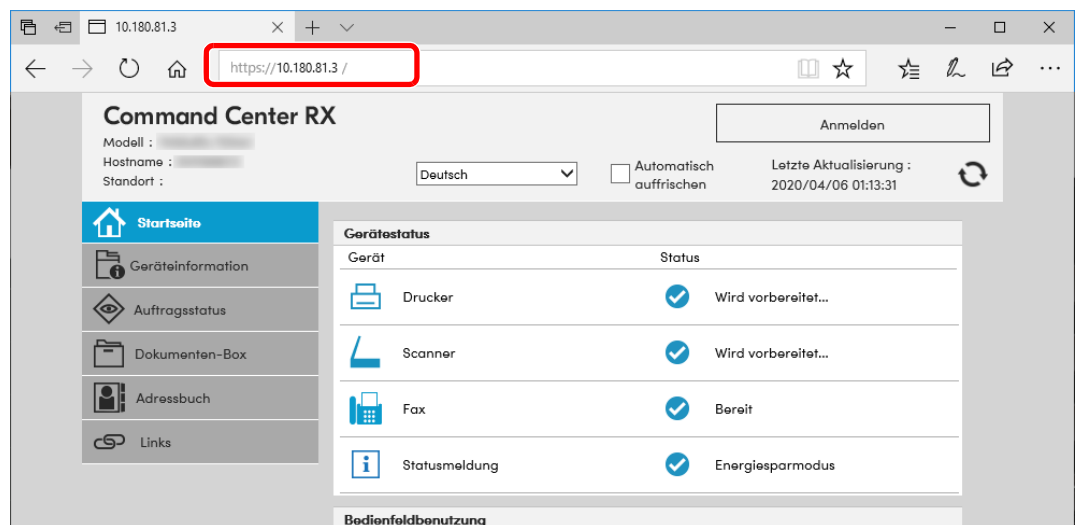 10.180.81.3
https://10.180.81.3 /
Command Center RX
Modell :
Hostname :
Standort :
Deutsch
Automatisch
auffrischen
Anmelden
Letzte Aktualisierung :
2020/04/06 01:13:31
Startseite
Geräteinformation
Auftragsstatus
Dokumenten-Box
Adressbuch
Links
Gerätestatus
Gerät Status
Drucker Wird vorbereitet...
Scanner Wird vorbereitet...
Fax Bereit
Statusmeldung Energiesparmodus
Bedienfeldbenutzung